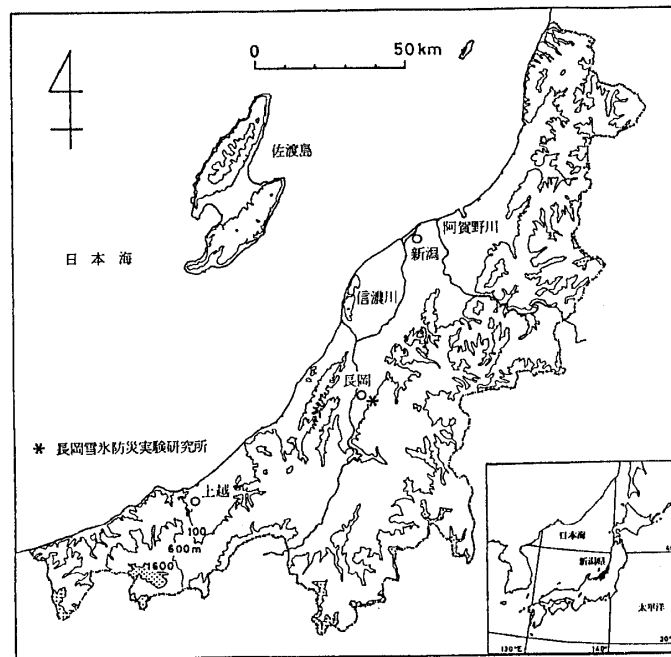 0 50 km
佐渡島
日本海
阿賀野川
新潟
信濃川
長岡
* 長岡雪氷防災実験研究所
上越
100
600m
1600
日本海
新潟県
太平洋
130°E
140°